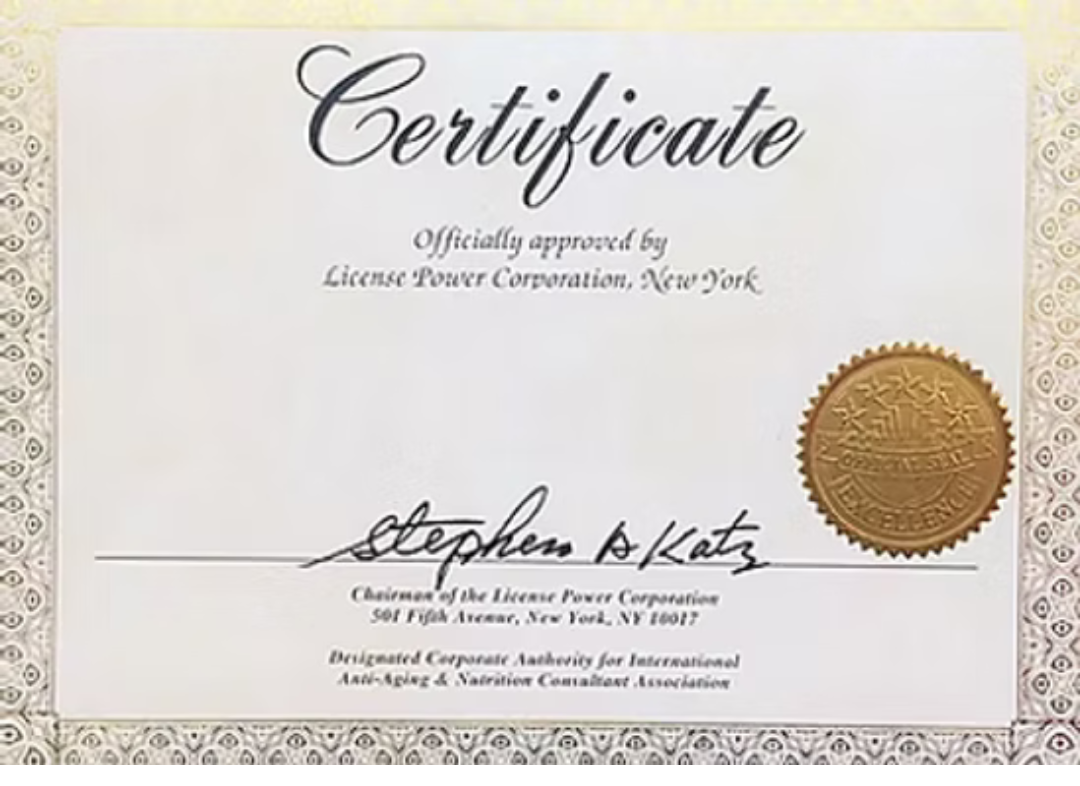 Certificate
Officially approved by
License Power Corporation, New York
OFFICIAL SEAL
EXCELLENCE
Stephen B Katz
Chairman of the License Power Corporation
501 Fifth Avenue, New York, NY 10017
Designated Corporate Authority for International
Anti-Aging & Nutrition Consultant Association